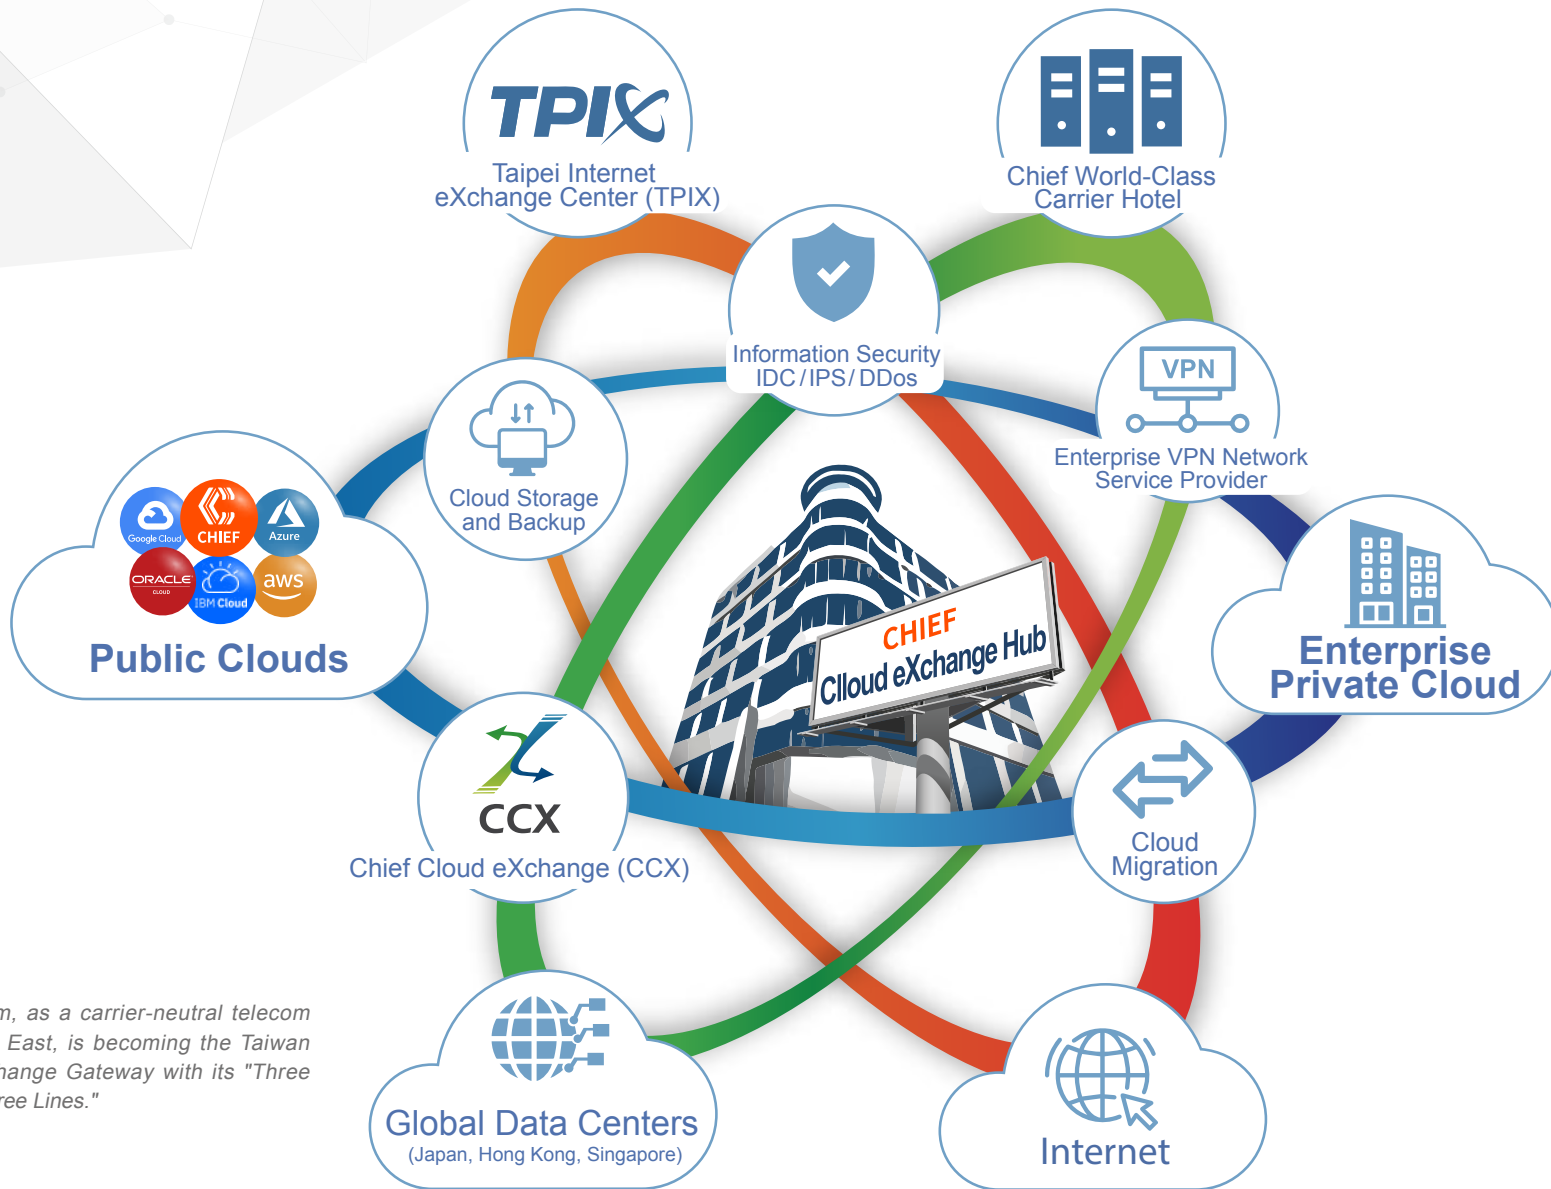 TPIX
Taipei Internet
eXchange Center (TPIX)
Chief World-Class
Carrier Hotel
Information Security
IDC/IPS/DDos
VPN
Enterprise VPN Network
Service Provider
Cloud Storage
and Backup
Google Cloud
CHIEF
Azure
ORACLE
CLOUD
IBM Cloud
aws
Public Clouds
CHIEF
Clloud eXchange Hub
Enterprise
Private Cloud
CCX
Chief Cloud eXchange (CCX)
Cloud
Migration
m, as a carrier-neutral telecom
East, is becoming the Taiwan
hange Gateway with its "Three
ree Lines."
Global Data Centers
(Japan, Hong Kong, Singapore)
Internet